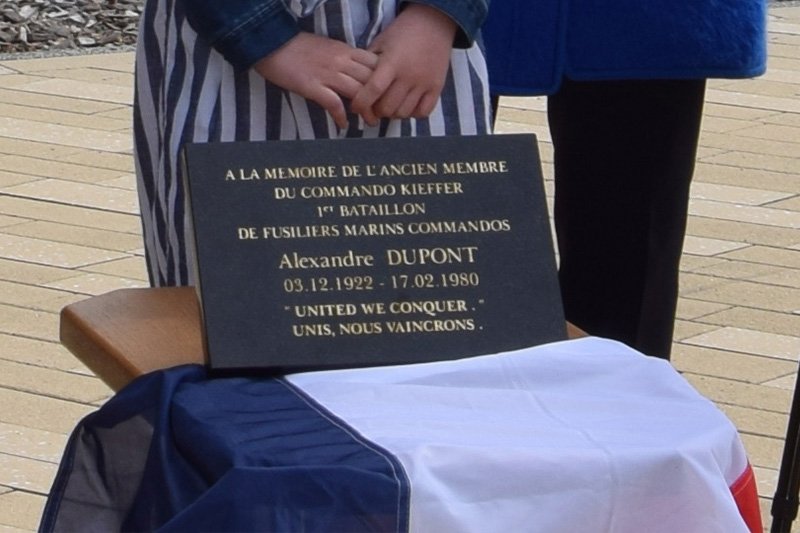 A LA MEMOIRE DE L'ANCIEN MEMBRE
DU COMMANDO KIEFFER
1er BATAILLON
DE FUSILIERS MARINS COMMANDOS
Alexandre DUPONT
03.12.1922 - 17.02.1980
"UNITED WE CONQUER."
UNIS, NOUS VAINCRONS.